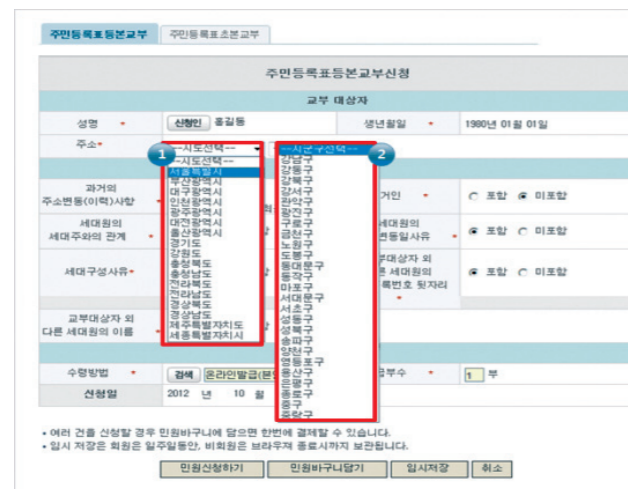 주민등록표등본교부 주민등록표초본교부
주민등록표등본교부신청
교부 대상자
성명 * 신청인 홍길동 생년월일 * 1980년 01월 01일
주소*
1
--시도선택--
--시도선택--
서울특별시
부산광역시
대구광역시
인천광역시
광주광역시
대전광역시
울산광역시
경기도
강원도
충청북도
충청남도
전라북도
전라남도
경상북도
경상남도
제주특별자치도
세종특별자치시
2
--시군구선택--
강남구
강동구
강북구
강서구
관악구
광진구
구로구
금천구
노원구
도봉구
동대문구
동작구
마포구
서대문구
서초구
성동구
성북구
송파구
양천구
영등포구
용산구
은평구
종로구
중구
중랑구
과거의
주소변동(이력)사항 * 거인 * 포함 미포함
세대원의
세대주와의 관계 * 세대원의
변동일사유 * 포함 미포함
세대구성사유* 대상자 외
세대원의
록번호 뒷자리
* 포함 미포함
교부대상자 외
다른 세대원의 이름 *
수령방법 * 검색 온라인발급( 급부수 * 1 부
신청일 2012 년 10 월
• 여러 건을 신청할 경우 민원바구니에 담으면 한번에 결제할 수 있습니다.
• 임시 저장은 회원은 일주일동안, 비회원은 브라우져 종료시까지 보관됩니다.
민원신청하기 민원바구니담기 임시저장 취소